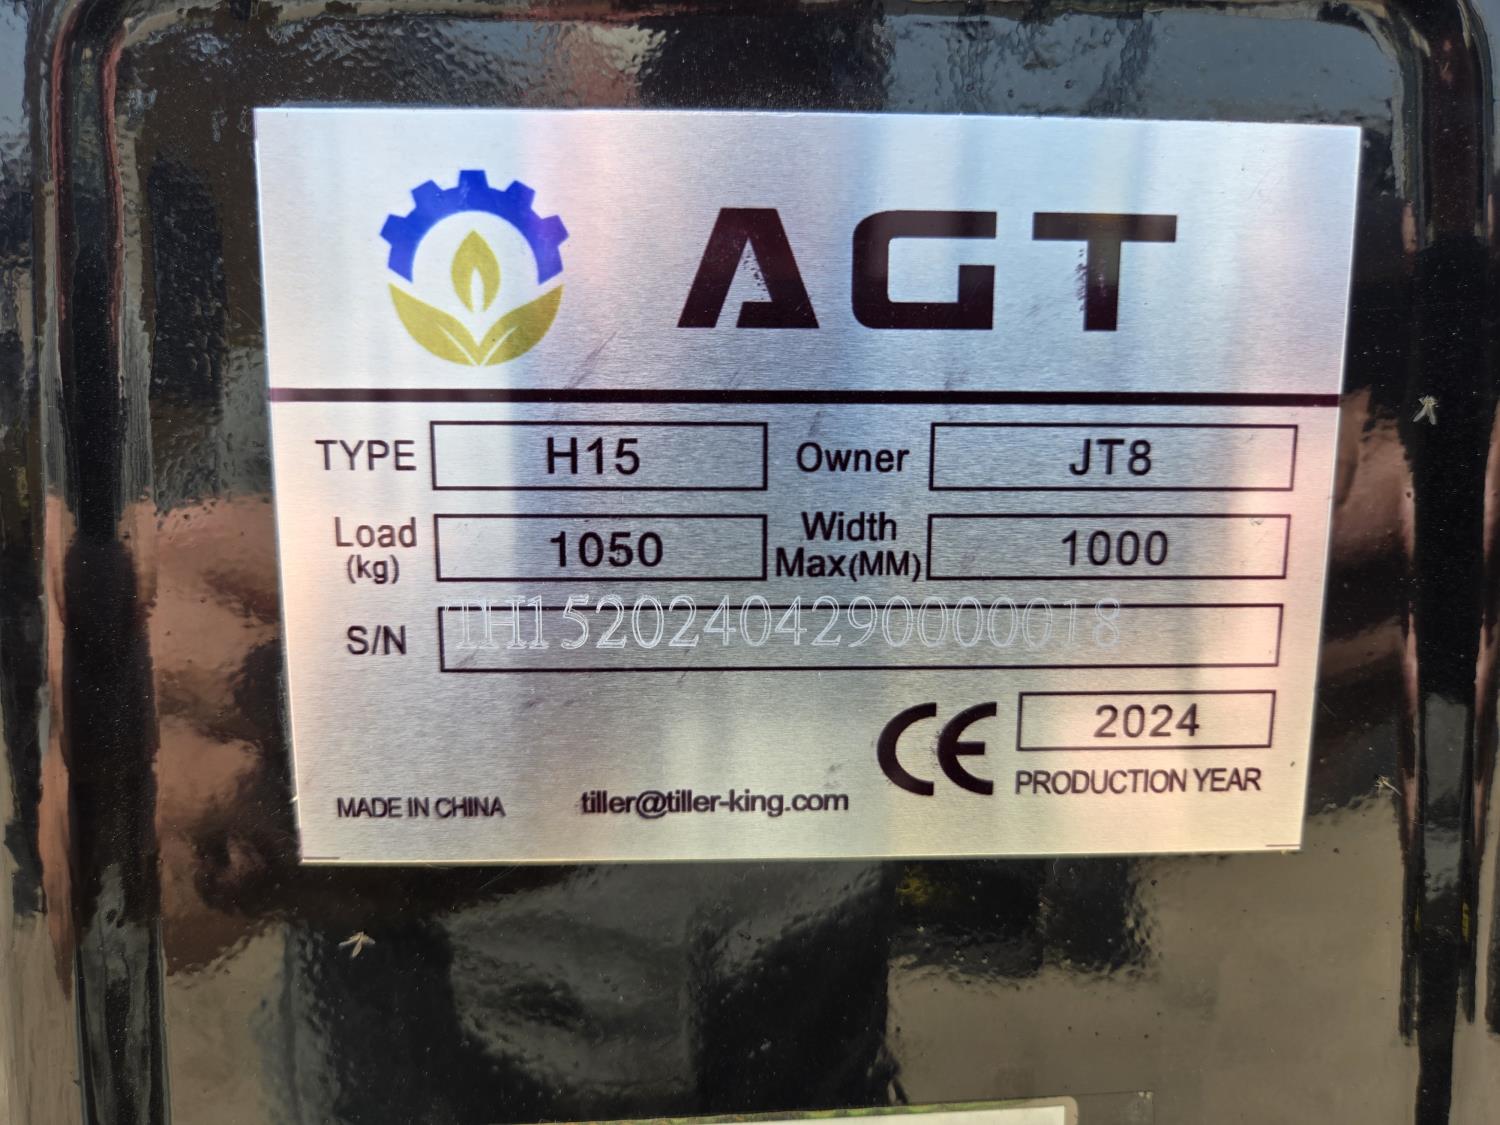 AGT
TYPE H15 Owner JT8
Load (kg) 1050 Width Max(MM) 1000
S/N IH15202404290000018
CE 2024
PRODUCTION YEAR
MADE IN CHINA tiller@tiller-king.com